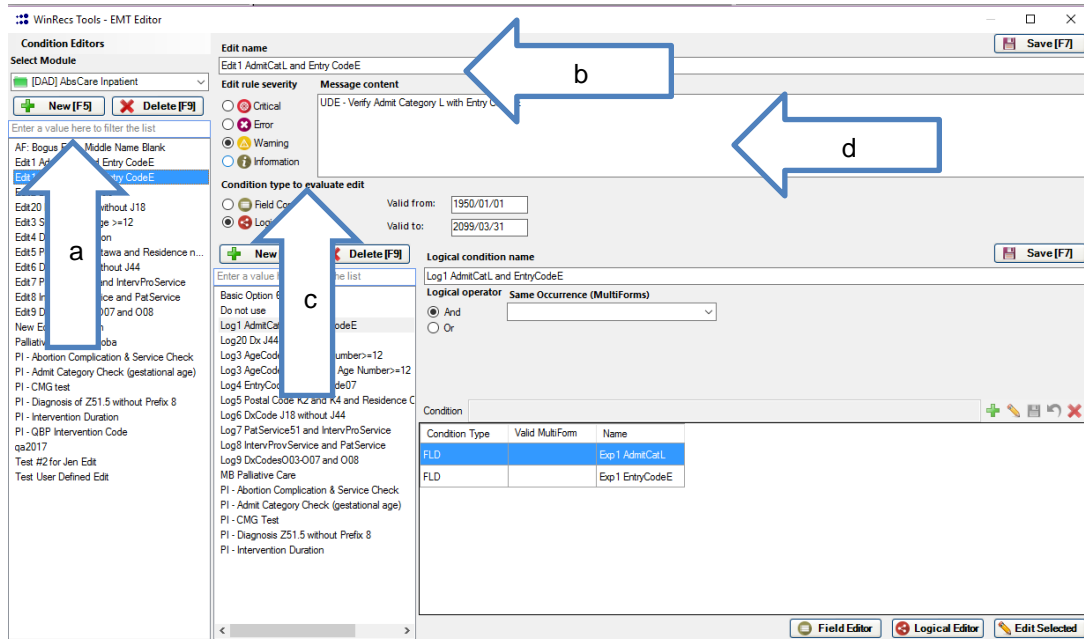 WinRecs Tools - EMT Editor
Condition Editors
Select Module
[DAD] AbsCare Inpatient
New [F5]
Delete [F9]
Enter a value here to filter the list
AF: Bogus Middle Name Blank
Edit1 Entry CodeE
Edit try CodeE
Edit20 without J18
Edit3 ge >=12
Edit4 D on
Edit5 P tawa and Residence n...
Edit6 D thout J44
Edit7 P and IntervProService
Edit8 In ice and PatService
Edit9 D 007 and O08
New Ed
Palliativ oba
PI - Abortion Complication & Service Check
PI - Admit Category Check (gestational age)
PI - CMG test
PI - Diagnosis of Z51.5 without Prefix 8
PI - Intervention Duration
PI - QBP Intervention Code
qa2017
Test #2 for Jen Edit
Test User Defined Edit
a
Edit name
Save [F7]
Edit1 AdmitCatL and Entry CodeE
b
Edit rule severity
Message content
Critical
Error
Warning
Information
UDE - Verify Admit Category L with Entry
d
Condition type to evaluate edit
Field Co
Logi
Valid from: 1950/01/01
Valid to: 2099/03/31
New
Delete [F9]
Enter a value he list
Basic Option 6
Do not use
Log1 AdmitCat odeE
Log20 Dx J44
Log3 AgeCode umber>=12
Log3 AgeCode Age Number>=12
Log4 EntryCod de07
Log5 Postal Code K2 and K4 and Residence C
Log6 DxCode J18 without J44
Log7 PatService51 and IntervProService
Log8 IntervProvService and PatService
Log9 DxCodesO03-O07 and O08
MB Palliative Care
PI - Abortion Complication & Service Check
PI - Admit Category Check (gestational age)
PI - CMG Test
PI - Diagnosis Z51.5 without Prefix 8
PI - Intervention Duration
c
Logical condition name
Save [F7]
Log1 AdmitCatL and EntryCodeE
Logical operator
Same Occurrence (MultiForms)
And
Or
Condition
Condition Type Valid MultiForm Name
FLD Exp1 AdmitCatL
FLD Exp1 EntryCodeE
Field Editor
Logical Editor
Edit Selected